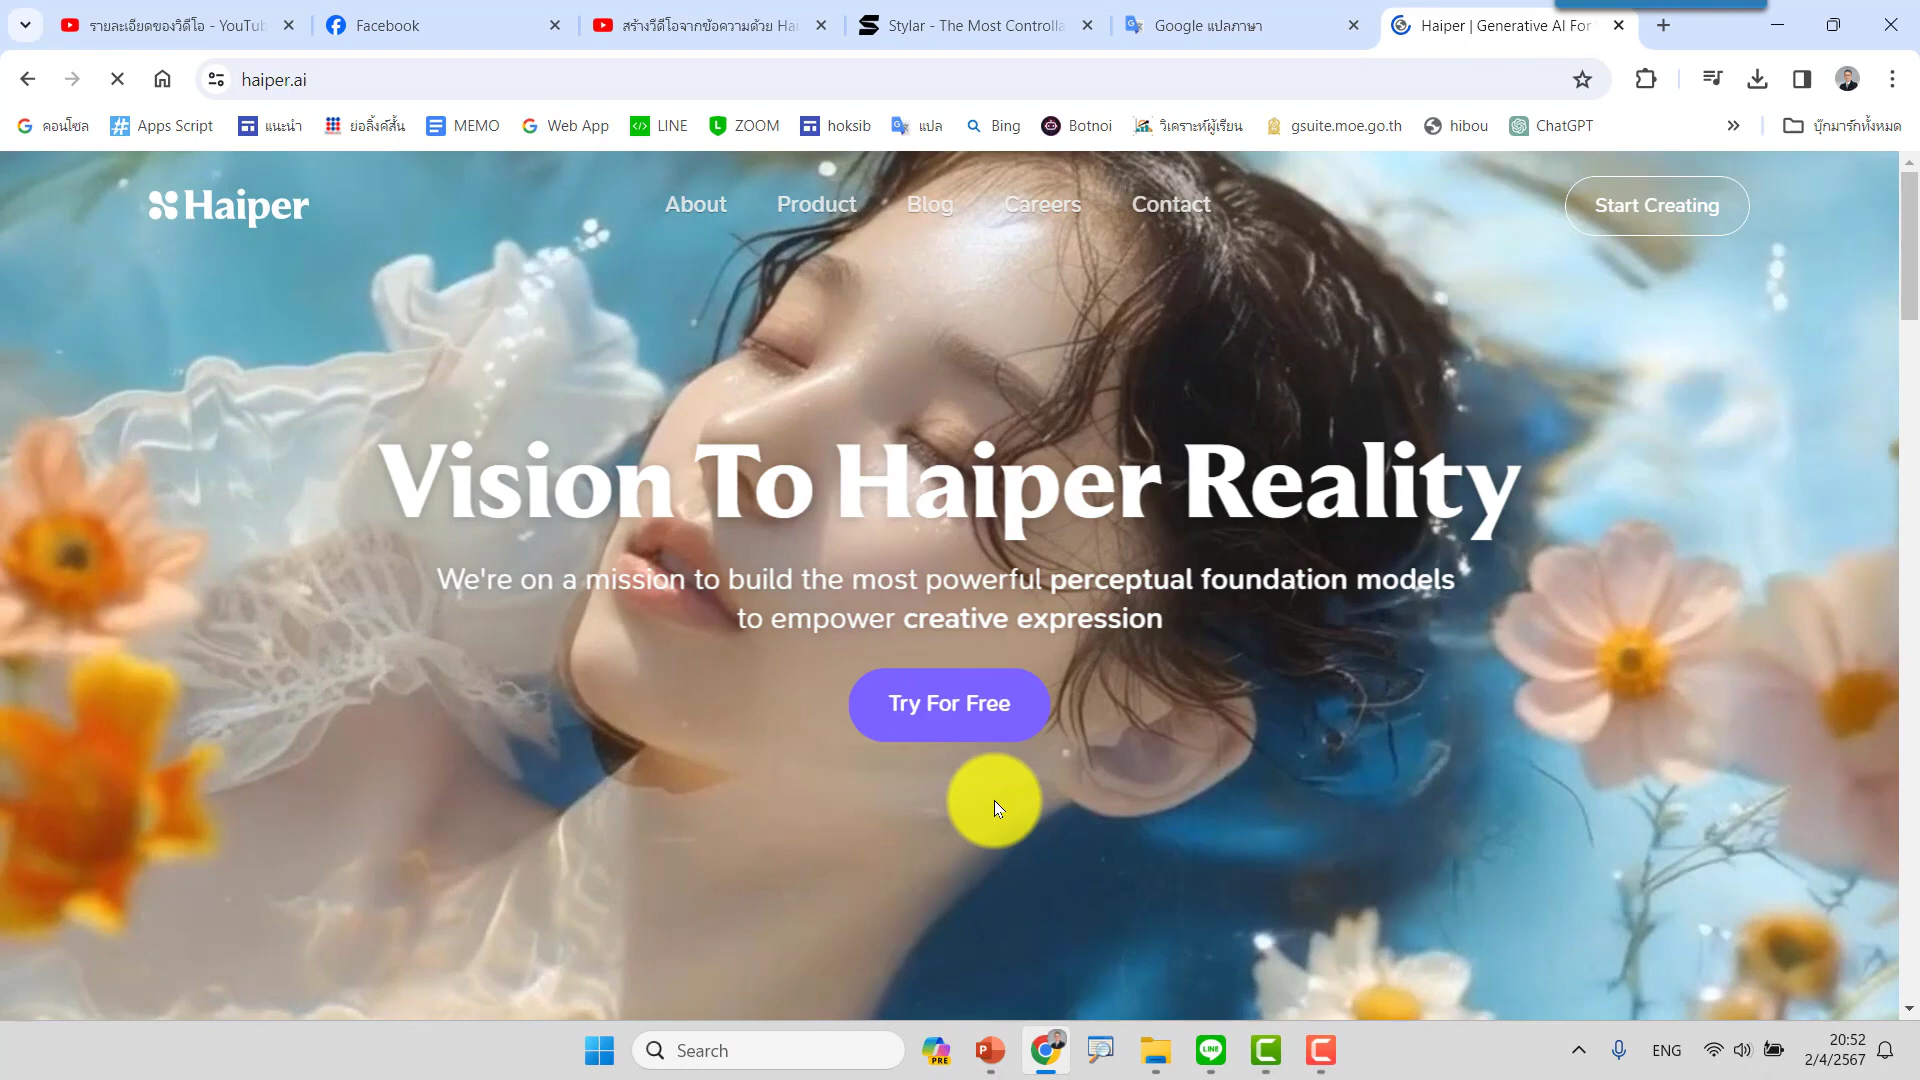 รายละเอียดของวิดีโอ - YouTub
Facebook
สร้างวีดีโอจากข้อความด้วย Hai
Stylar - The Most Controlla
Google แปลภาษา
Haiper | Generative AI For
haiper.ai
คอนโซล
Apps Script
แนะนำ
ย่อลิ้งค์สั้น
MEMO
Web App
LINE
ZOOM
hoksib
แปล
Bing
Botnoi
วิเคราะห์ผู้เรียน
gsuite.moe.go.th
hibou
ChatGPT
บุ๊กมาร์กทั้งหมด
Haiper
About
Product
Blog
Careers
Contact
Start Creating
Vision To Haiper Reality
We're on a mission to build the most powerful perceptual foundation models
to empower creative expression
Try For Free
Search
PRE
LINE
ENG
20:52
2/4/2567